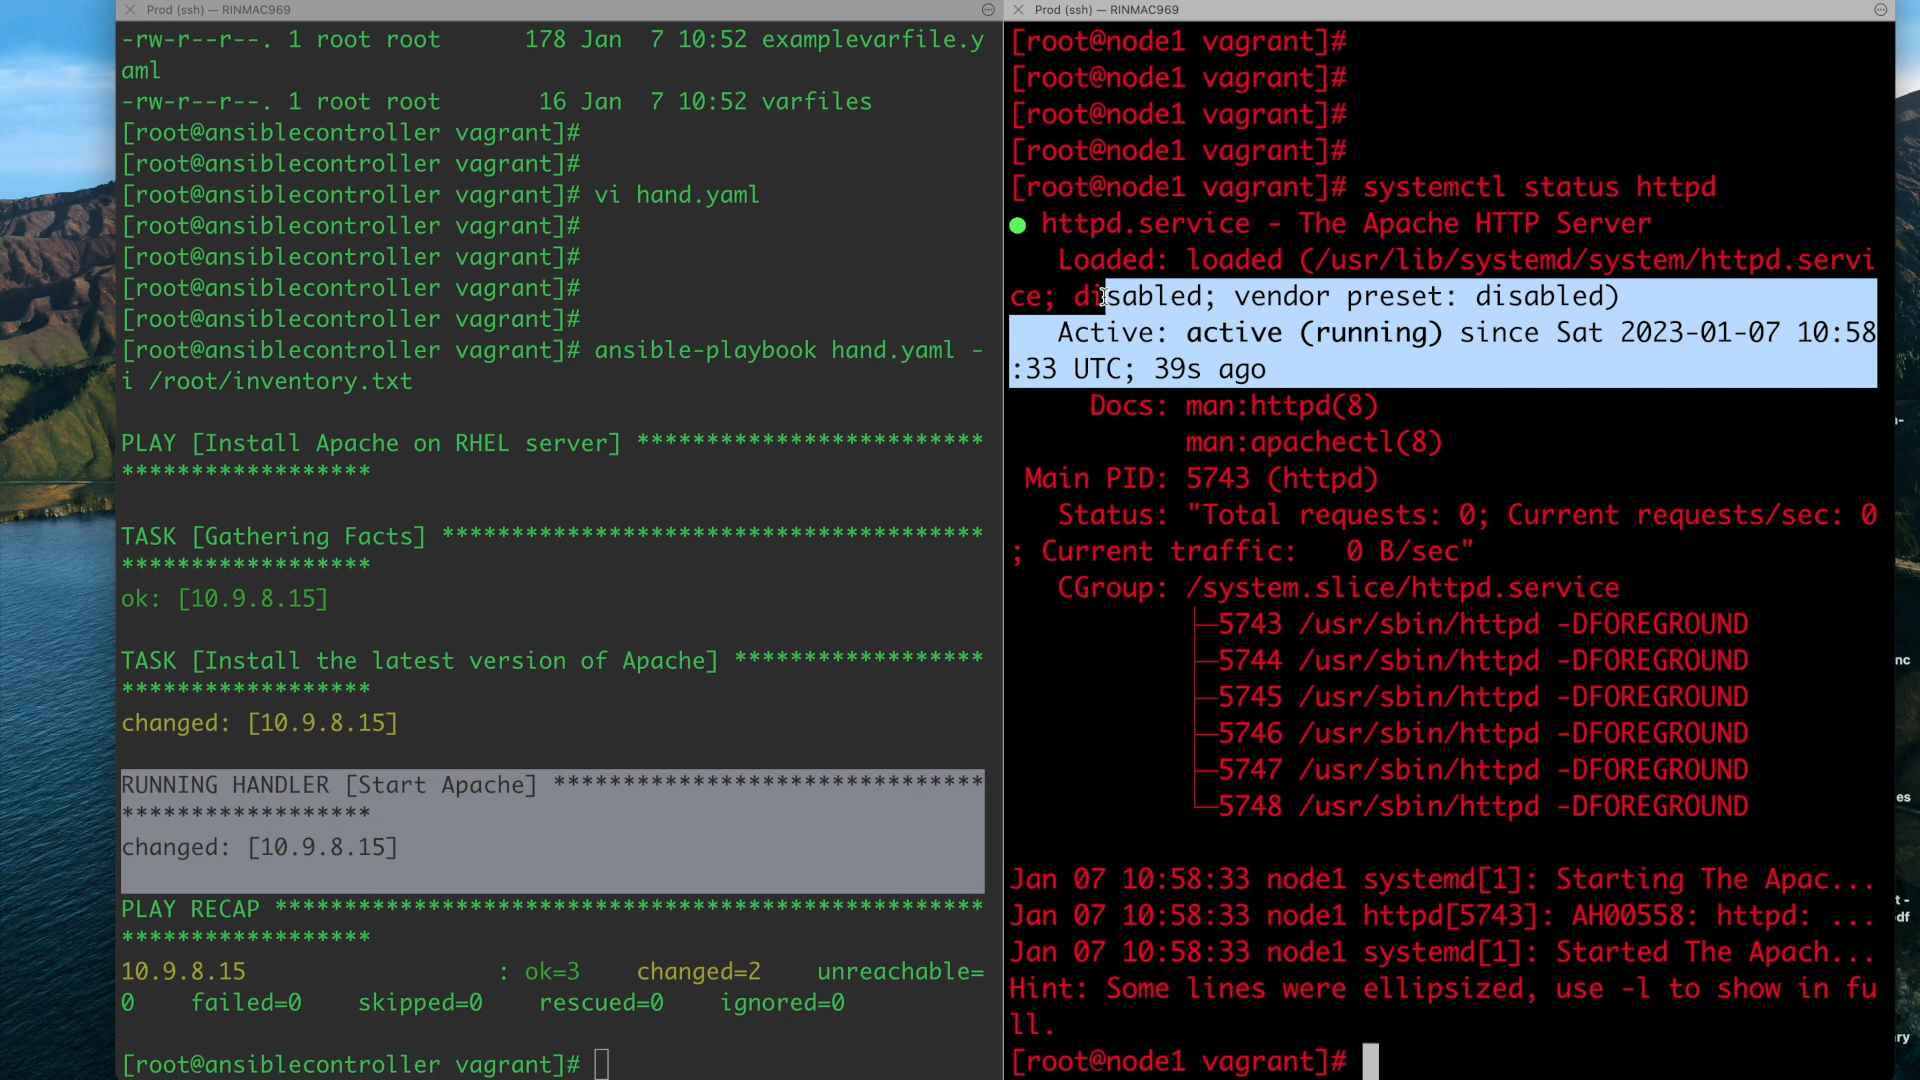 Prod (ssh) — RINMAC969
-rw-r--r--. 1 root root      178 Jan  7 10:52 examplevarfile.y
aml
-rw-r--r--. 1 root root       16 Jan  7 10:52 varfiles
[root@ansiblecontroller vagrant]#
[root@ansiblecontroller vagrant]#
[root@ansiblecontroller vagrant]# vi hand.yaml
[root@ansiblecontroller vagrant]#
[root@ansiblecontroller vagrant]#
[root@ansiblecontroller vagrant]#
[root@ansiblecontroller vagrant]#
[root@ansiblecontroller vagrant]# ansible-playbook hand.yaml -
i /root/inventory.txt
PLAY [Install Apache on RHEL server] *************************
******************
TASK [Gathering Facts] ***************************************
******************
ok: [10.9.8.15]
TASK [Install the latest version of Apache] ******************
******************
changed: [10.9.8.15]
RUNNING HANDLER [Start Apache] *******************************
******************
changed: [10.9.8.15]
PLAY RECAP ***************************************************
******************
10.9.8.15                  : ok=3    changed=2    unreachable=
0    failed=0    skipped=0    rescued=0    ignored=0
[root@ansiblecontroller vagrant]#
Prod (ssh) — RINMAC969
[root@node1 vagrant]#
[root@node1 vagrant]#
[root@node1 vagrant]#
[root@node1 vagrant]#
[root@node1 vagrant]# systemctl status httpd
● httpd.service - The Apache HTTP Server
   Loaded: loaded (/usr/lib/systemd/system/httpd.servi
ce; disabled; vendor preset: disabled)
   Active: active (running) since Sat 2023-01-07 10:58
:33 UTC; 39s ago
     Docs: man:httpd(8)
           man:apachectl(8)
 Main PID: 5743 (httpd)
   Status: "Total requests: 0; Current requests/sec: 0
; Current traffic:   0 B/sec"
   CGroup: /system.slice/httpd.service
           ├─5743 /usr/sbin/httpd -DFOREGROUND
           ├─5744 /usr/sbin/httpd -DFOREGROUND
           ├─5745 /usr/sbin/httpd -DFOREGROUND
           ├─5746 /usr/sbin/httpd -DFOREGROUND
           ├─5747 /usr/sbin/httpd -DFOREGROUND
           └─5748 /usr/sbin/httpd -DFOREGROUND
Jan 07 10:58:33 node1 systemd[1]: Starting The Apac...
Jan 07 10:58:33 node1 httpd[5743]: AH00558: httpd: ...
Jan 07 10:58:33 node1 systemd[1]: Started The Apach...
Hint: Some lines were ellipsized, use -l to show in fu
ll.
[root@node1 vagrant]#